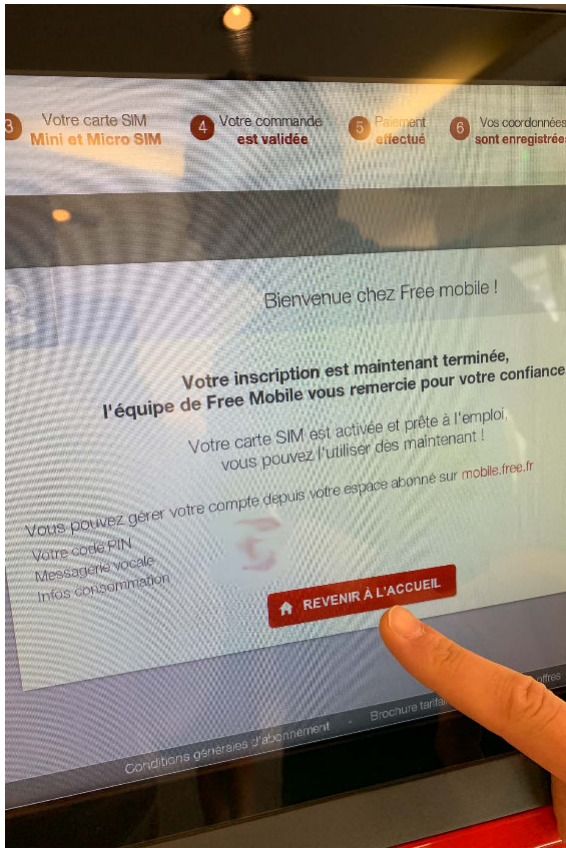 3 Votre carte SIM
Mini et Micro SIM
4 Votre commande
est validée
5 Paiement
effectué
6 Vos coordonnées
sont enregistrées
Bienvenue chez Free mobile !
Votre inscription est maintenant terminée,
l'équipe de Free Mobile vous remercie pour votre confiance
Votre carte SIM est activée et prête à l'emploi,
vous pouvez l'utiliser dès maintenant !
Vous pouvez gérer votre compte depuis votre espace abonné sur mobile.free.fr
Votre code PIN
Messagerie vocale
Infos consommation
REVENIR À L'ACCUEIL
Conditions générales d'abonnement - Brochure offres